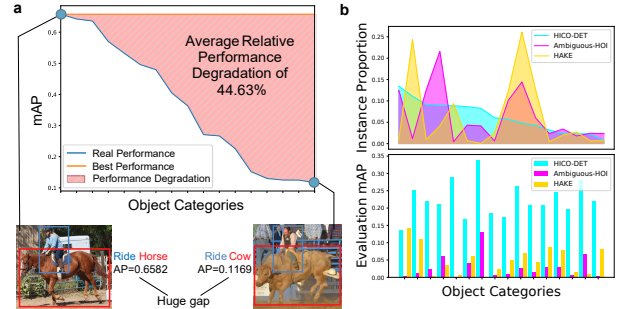 a
mAP
0.6
0.5
0.4
0.3
0.2
0.1
Average Relative
Performance
Degradation of
44.63%
Real Performance
Best Performance
Performance Degradation
Object Categories
Ride Horse
AP=0.6582
Ride Cow
AP=0.1169
Huge gap
b
Instance Proportion
0.25
0.20
0.15
0.10
0.05
0.00
HICO-DET
Ambiguous-HOI
HAKE
Evaluation mAP
0.35
0.30
0.25
0.20
0.15
0.10
0.05
0.00
HICO-DET
Ambiguous-HOI
HAKE
Object Categories